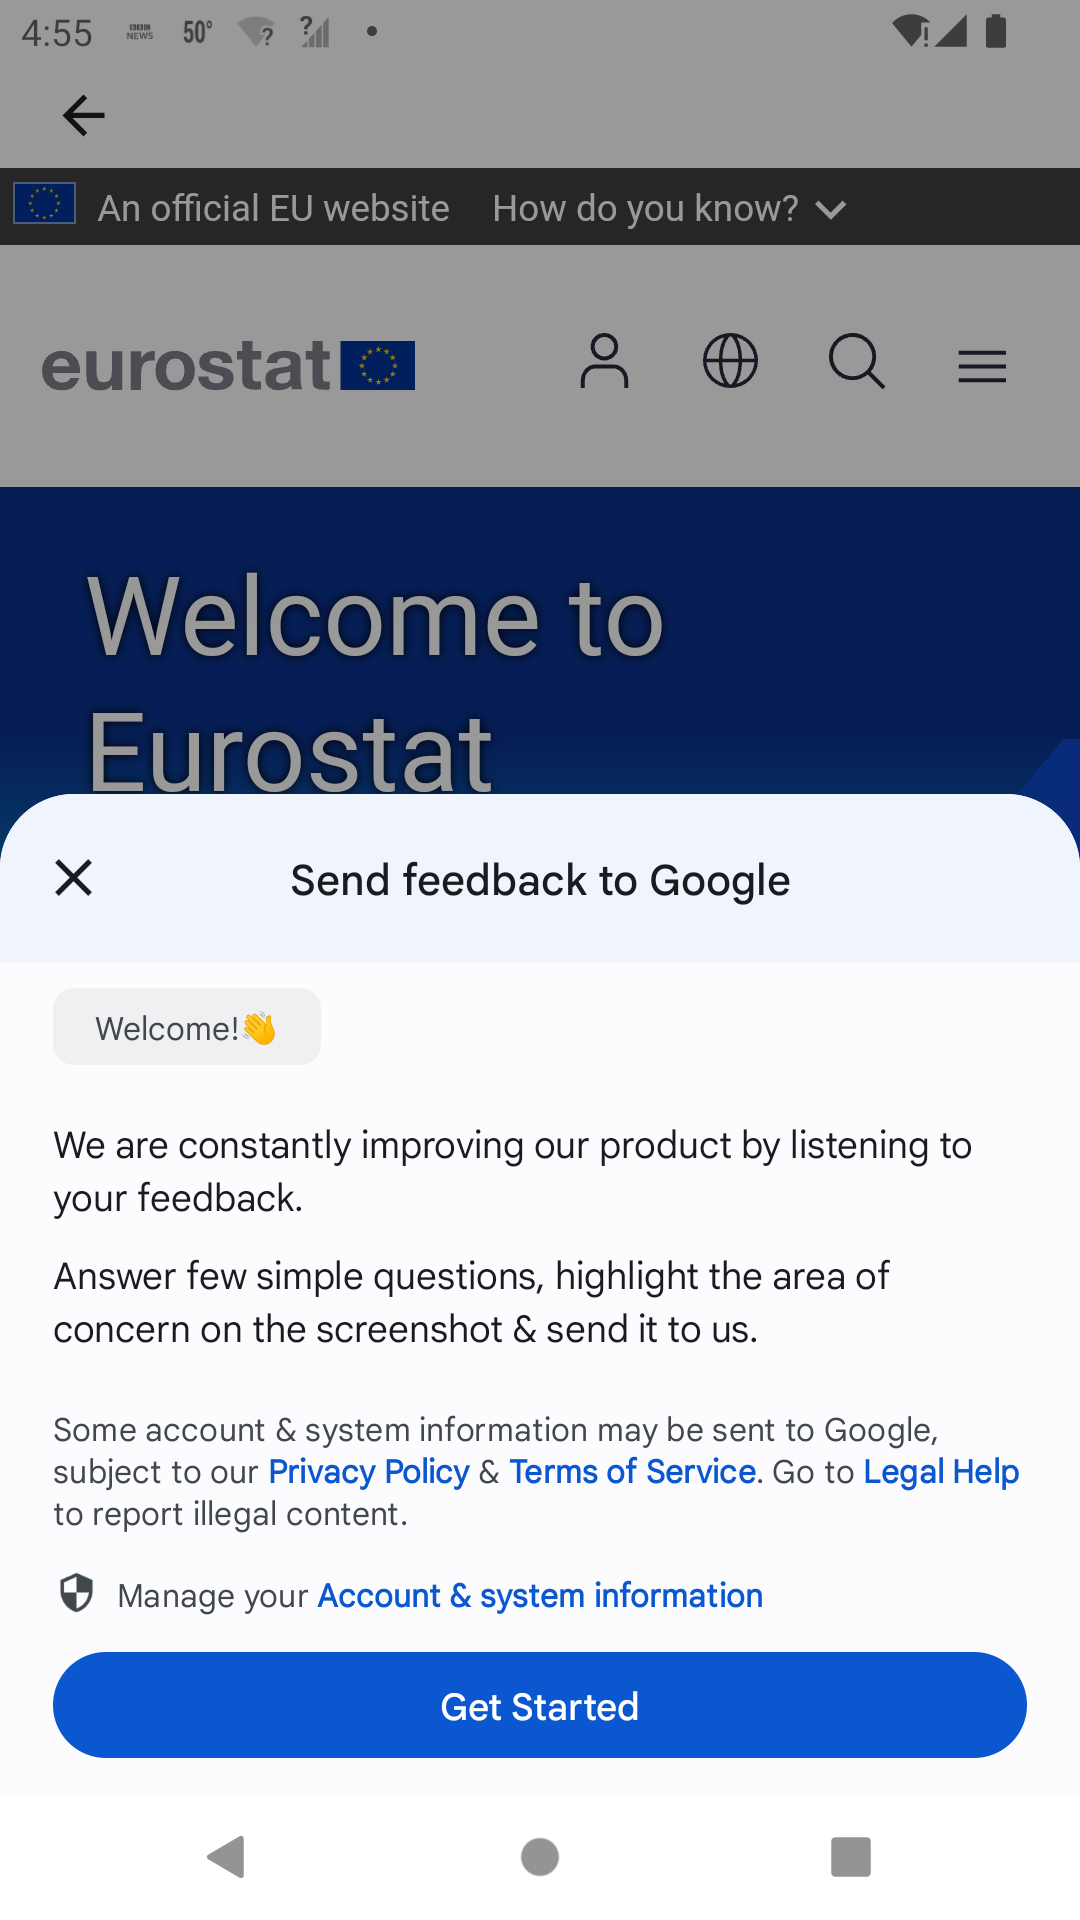 4:55 BBC NEWS 50°
An official EU website How do you know?
eurostat
Welcome to
Eurostat
Send feedback to Google
Welcome!👋
We are constantly improving our product by listening to
your feedback.
Answer few simple questions, highlight the area of
concern on the screenshot & send it to us.
Some account & system information may be sent to Google,
subject to our Privacy Policy & Terms of Service. Go to Legal Help
to report illegal content.
Manage your Account & system information
Get Started